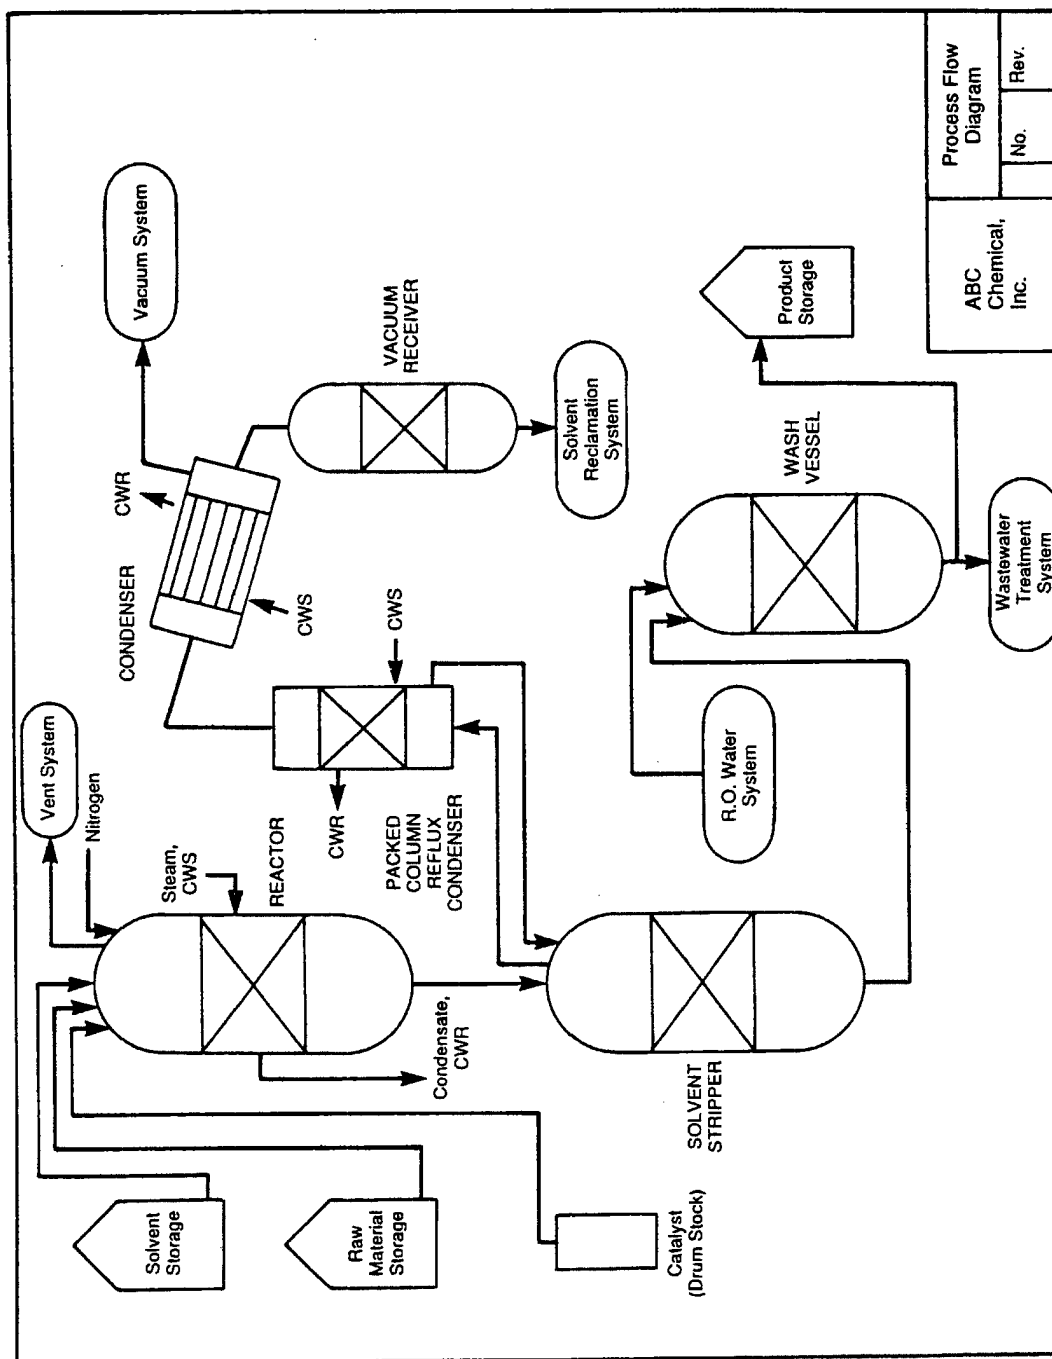 Solvent
Storage
Raw
Material
Storage
Catalyst
(Drum Stock)
Vent System
Nitrogen
Steam,
CWS
REACTOR
Condensate,
CWR
SOLVENT
STRIPPER
PACKED
COLUMN
REFLUX
CONDENSER
CWR
CWS
CONDENSER
CWS
CWR
Vacuum System
VACUUM
RECEIVER
Solvent
Reclamation
System
R.O. Water
System
WASH
VESSEL
Product
Storage
Wastewater
Treatment
System
ABC
Chemical,
Inc.
Process Flow
Diagram
No.
Rev.